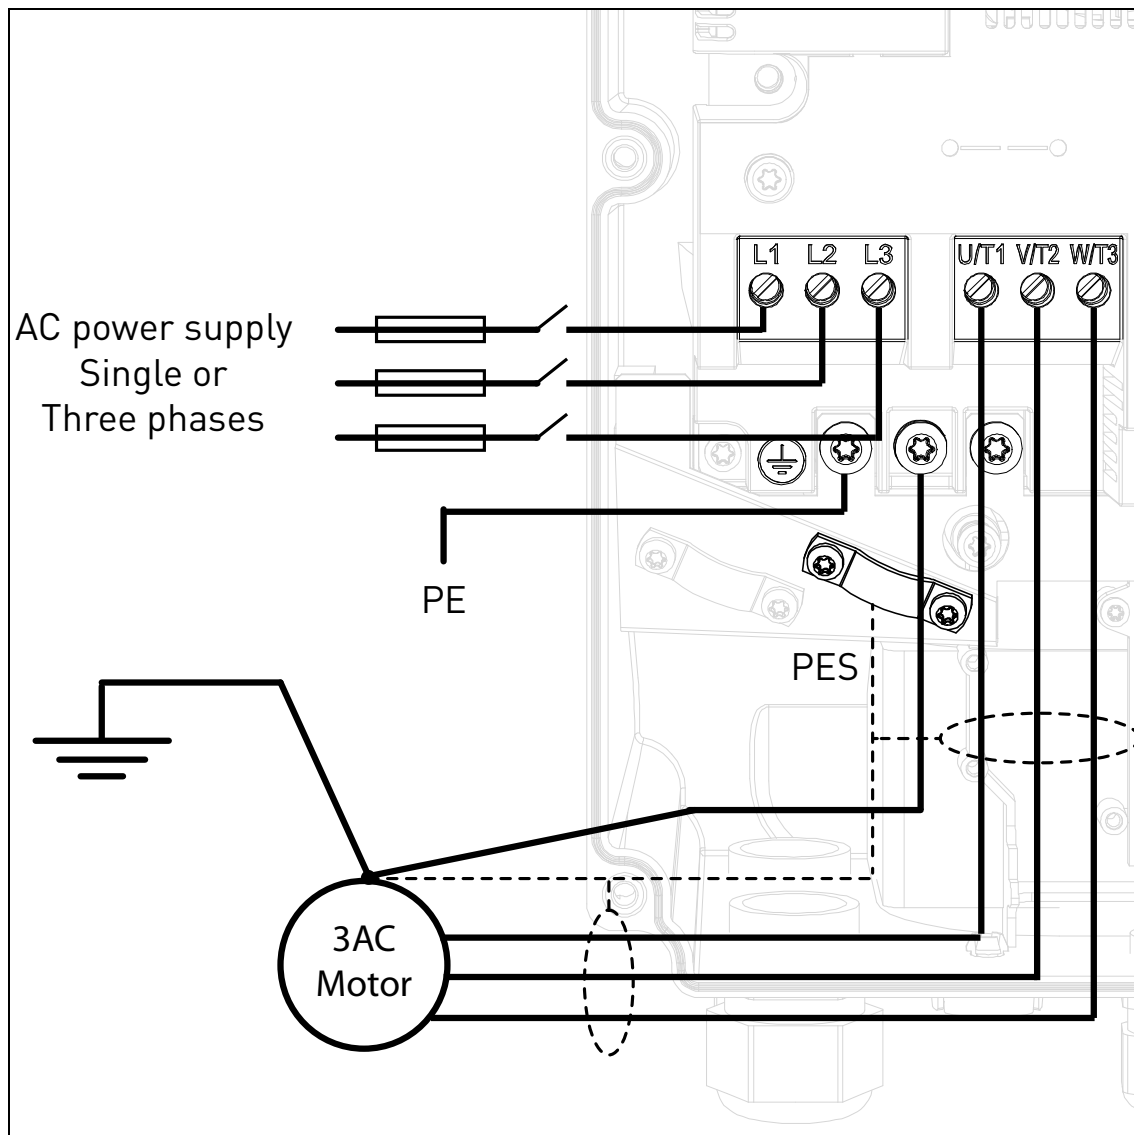 L1 L2 L3 U/T1 V/T2 W/T3
AC power supply
Single or
Three phases
PE
PES
3AC
Motor